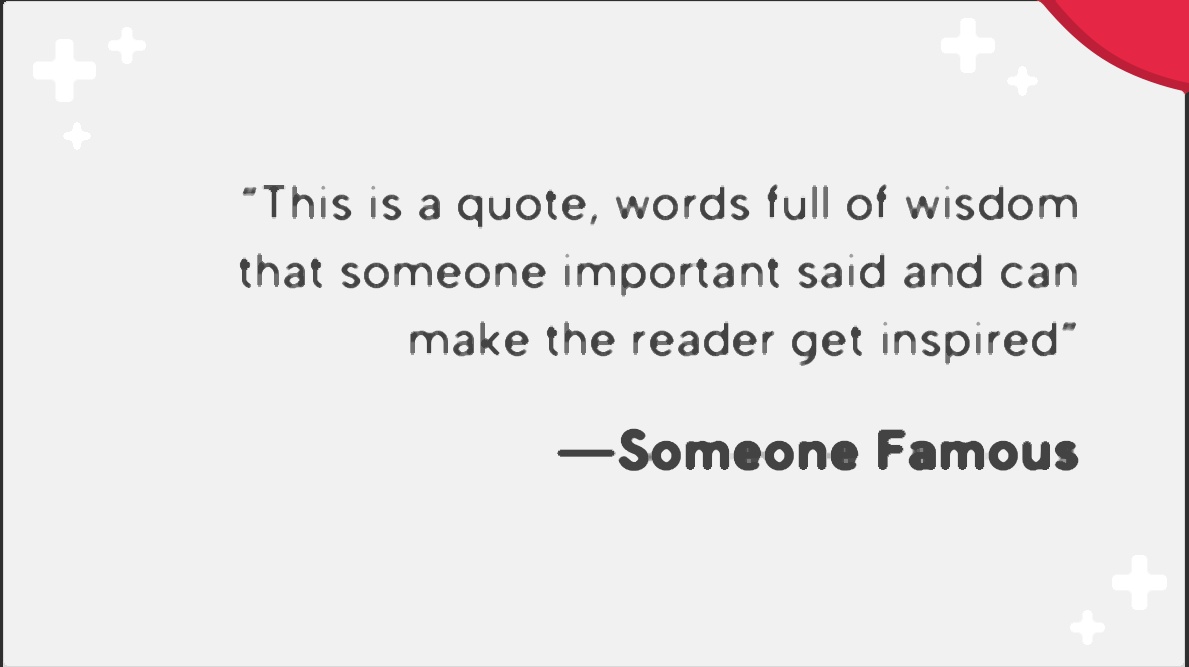 “This is a quote, words full of wisdom
that someone important said and can
make the reader get inspired”
—Someone Famous